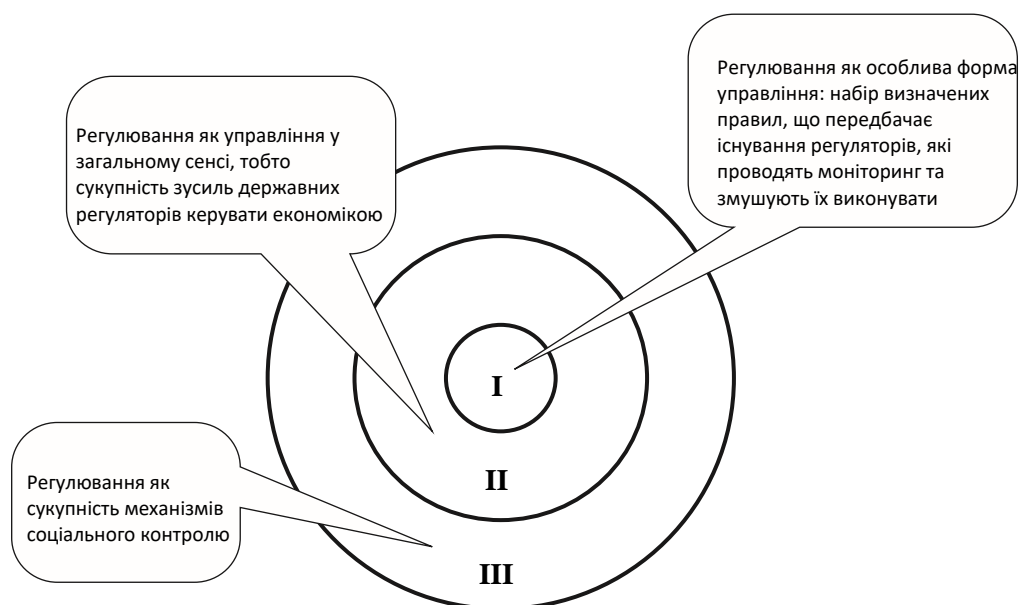 Регулювання як особлива форма
управління: набір визначених
правил, що передбачає
існування регуляторів, які
проводять моніторинг та
змушують їх виконувати
Регулювання як управління у
загальному сенсі, тобто
сукупність зусиль державних
регуляторів керувати економікою
I
II
Регулювання як
сукупність механізмів
соціального контролю
III